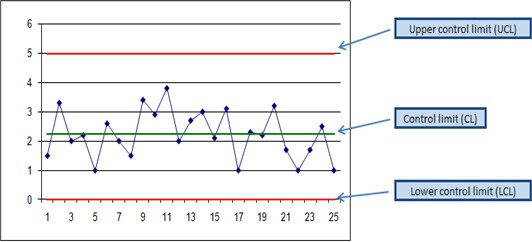 6
5
4
3
2
1
0
1 3 5 7 9 11 13 15 17 19 21 23 25
Upper control limit (UCL)
Control limit (CL)
Lower control limit (LCL)